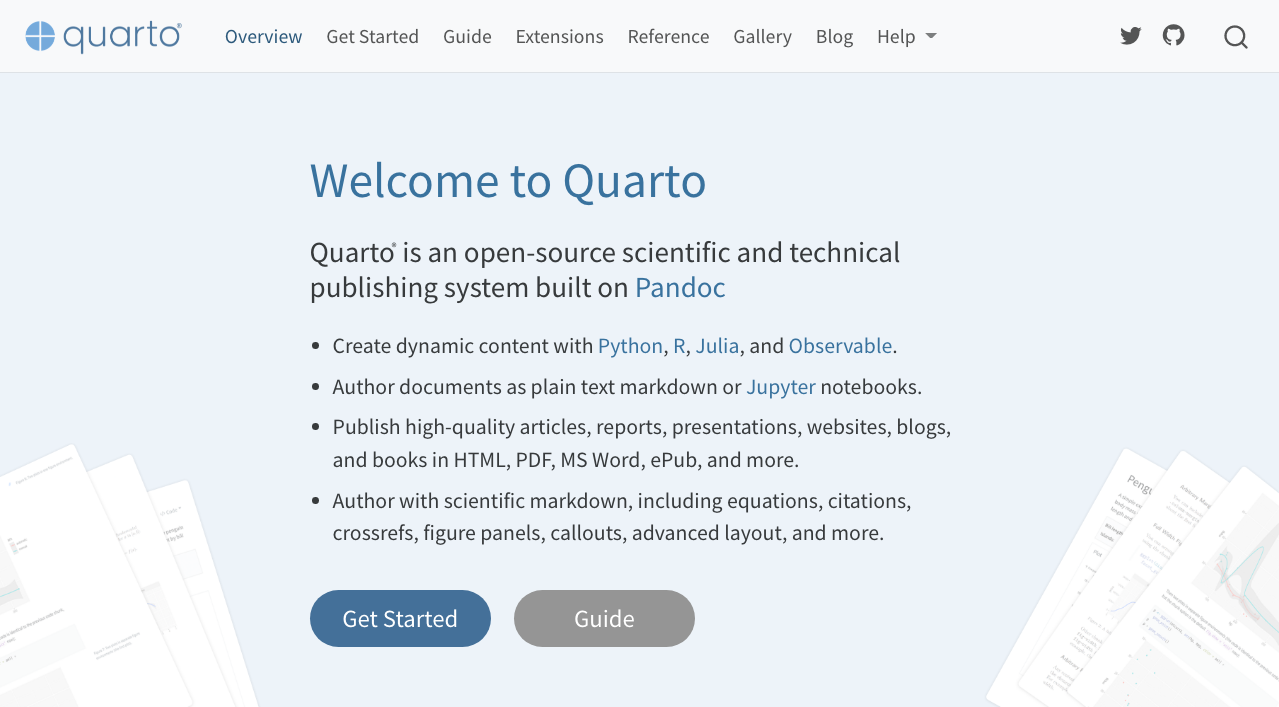 quarto®
Overview Get Started Guide Extensions Reference Gallery Blog Help
Welcome to Quarto
Quarto® is an open-source scientific and technical
publishing system built on Pandoc
• Create dynamic content with Python, R, Julia, and Observable.
• Author documents as plain text markdown or Jupyter notebooks.
• Publish high-quality articles, reports, presentations, websites, blogs,
and books in HTML, PDF, MS Word, ePub, and more.
• Author with scientific markdown, including equations, citations,
crossrefs, figure panels, callouts, advanced layout, and more.
Get Started Guide